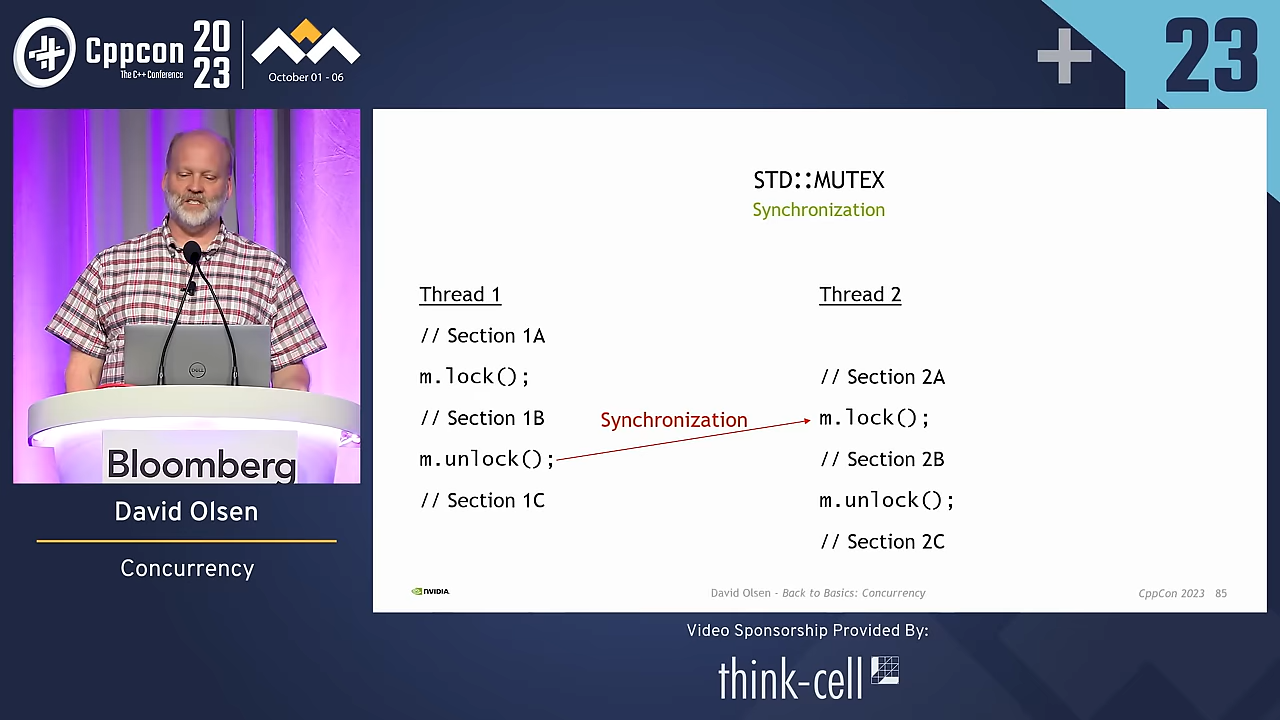 Cppcon
The C++ Conference
20
23
October 01 - 06
23
STD::MUTEX
Synchronization
Thread 1
// Section 1A
m.lock();
// Section 1B
m.unlock();
// Section 1C
Synchronization
Thread 2
// Section 2A
m.lock();
// Section 2B
m.unlock();
// Section 2C
NVIDIA
David Olsen - Back to Basics: Concurrency
CppCon 2023 85
DELL
Bloomberg
David Olsen
Concurrency
Video Sponsorship Provided By:
think-cell